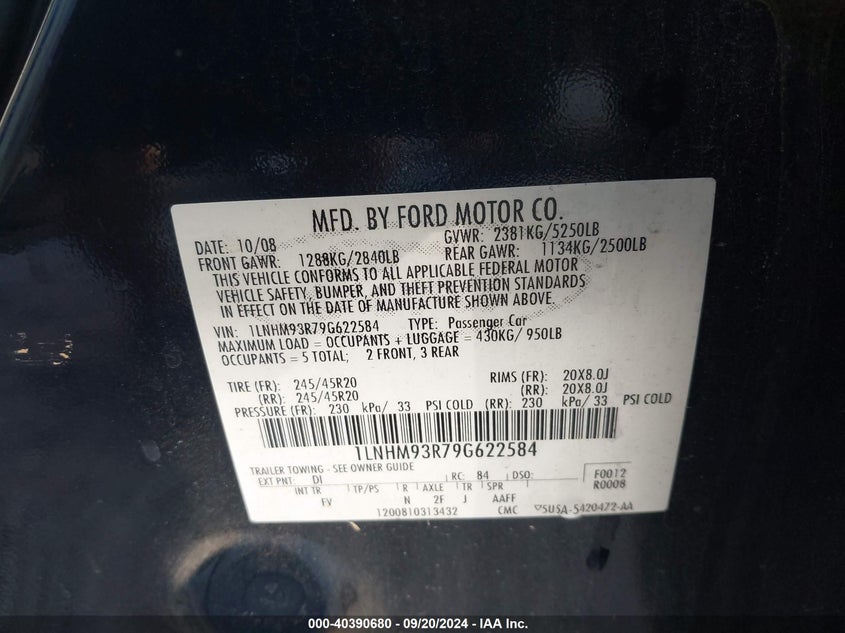 MFD. BY FORD MOTOR CO.
DATE: 10/08 GVWR: 2381KG/5250LB
FRONT GAWR: 1288KG/2840LB REAR GAWR: 1134KG/2500LB
THIS VEHICLE CONFORMS TO ALL APPLICABLE FEDERAL MOTOR
VEHICLE SAFETY, BUMPER, AND THEFT PREVENTION STANDARDS
IN EFFECT ON THE DATE OF MANUFACTURE SHOWN ABOVE.
VIN: 1LNHM93R79G622584 TYPE: Passenger Car
MAXIMUM LOAD = OCCUPANTS + LUGGAGE = 430KG/ 950LB
OCCUPANTS = 5 TOTAL; 2 FRONT, 3 REAR
TIRE (FR): 245/45R20 RIMS (FR): 20X8.0J
(RR): 245/45R20 (RR): 20X8.0J
PRESSURE (FR): 230 kPa/ 33 PSI COLD (RR): 230 kPa/ 33 PSI COLD
1LNHM93R79G622584
TRAILER TOWING - SEE OWNER GUIDE
EXT PNT: DI RC: 84 DSO: F0012
INT TR TP/PS R AXLE TR SPR R0008
FV N 2F J AAFF
1200810313432 CMC ▽5USA-5420472-AA
000-40390680 - 09/20/2024 - IAA Inc.